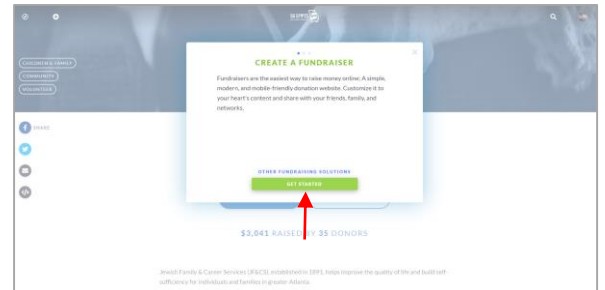 CREATE A FUNDRAISER
Fundraisers are the easiest way to raise money online: A simple,
modern, and mobile-friendly donation website. Customize it to
your heart's content and share with your friends, family, and
networks.
CHILDREN & FAMILY
COMMUNITY
VOLUNTEER
SHARE
OTHER FUNDRAISING SOLUTIONS
GET STARTED
$3,041 RAISED BY 35 DONORS
Jewish Family & Career Services (JF&CS), established in 1891, helps improve the quality of life and build self-
sufficiency for individuals and families in greater Atlanta.